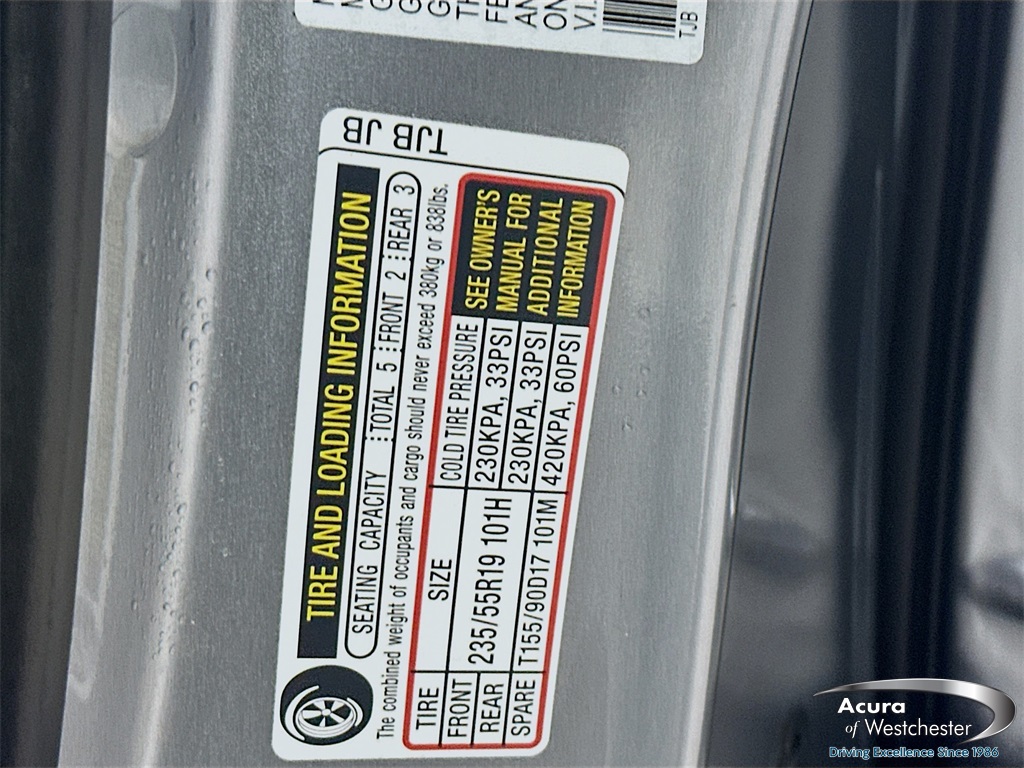 TJB JB
TIRE AND LOADING INFORMATION
SEATING CAPACITY TOTAL 5 FRONT 2 REAR 3
The combined weight of occupants and cargo should never exceed 380kg or 838lbs.
TIRE SIZE COLD TIRE PRESSURE
FRONT 235/55R19 101H 230KPA, 33PSI
REAR 230KPA, 33PSI
SPARE T155/90D17 101M 420KPA, 60PSI
SEE OWNER'S
MANUAL FOR
ADDITIONAL
INFORMATION
TJB
Acura
of Westchester
Driving Excellence Since 1986